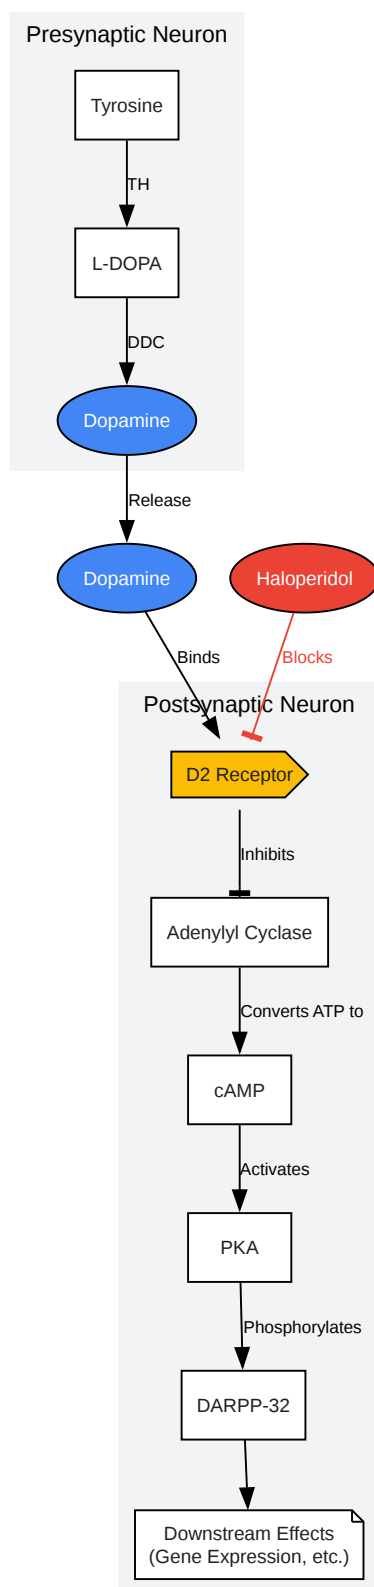 Presynaptic Neuron
Tyrosine
TH
L-DOPA
DDC
Dopamine
Release
Dopamine
Haloperidol
Binds
Blocks
Postsynaptic Neuron
D2 Receptor
Inhibits
Adenylyl Cyclase
Converts ATP to
cAMP
Activates
PKA
Phosphorylates
DARPP-32
Downstream Effects
(Gene Expression, etc.)